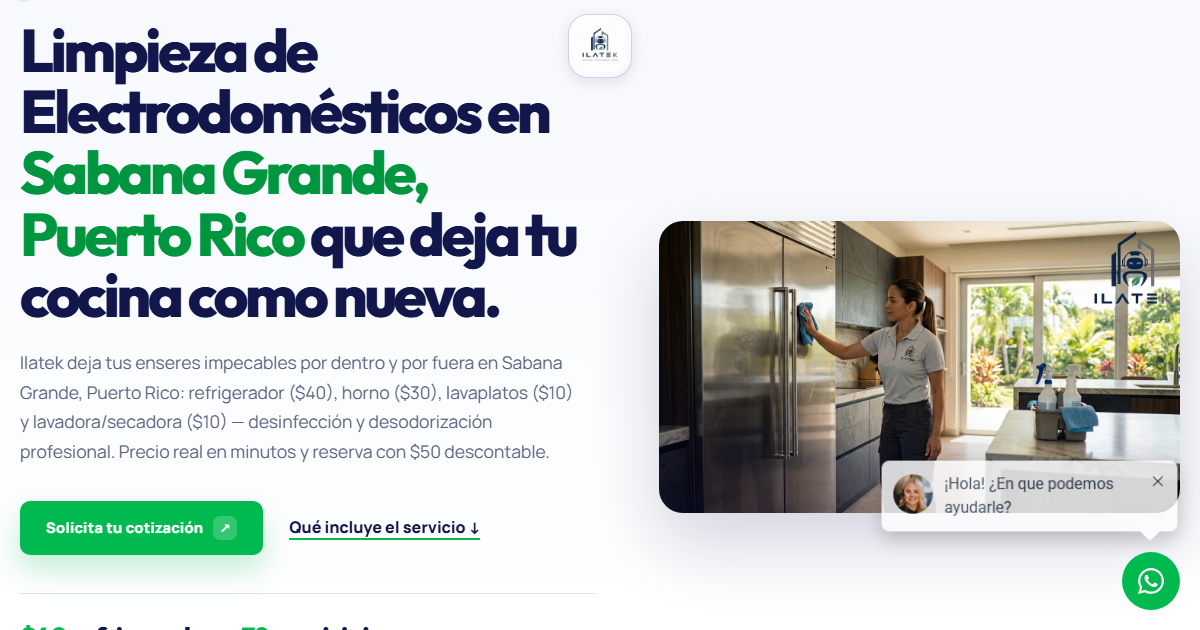 ILATEK
Limpieza de
Electrodomésticos en
Sabana Grande,
Puerto Rico que deja tu
cocina como nueva.
Ilatek deja tus enseres impecables por dentro y por fuera en Sabana
Grande, Puerto Rico: refrigerador ($40), horno ($30), lavaplatos ($10)
y lavadora/secadora ($10) — desinfección y desodorización
profesional. Precio real en minutos y reserva con $50 descontable.
Solicita tu cotización ↗
Qué incluye el servicio ↓
ILATEK
¡Hola! ¿En que podemos
ayudarle?